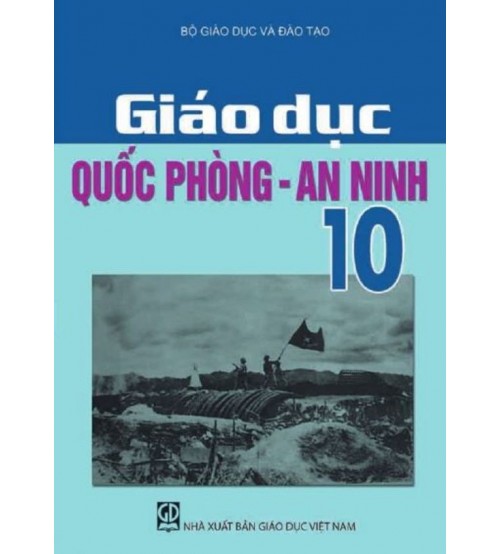 BỘ GIÁO DỤC VÀ ĐÀO TẠO
Giáo dục
QUỐC PHÒNG - AN NINH
10
GD
NHÀ XUẤT BẢN GIÁO DỤC VIỆT NAM